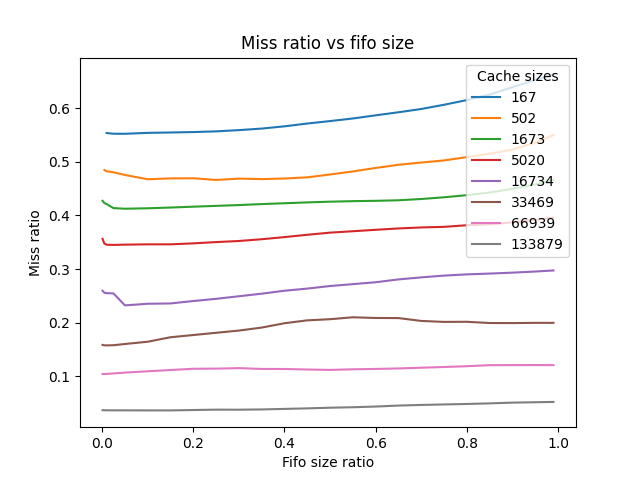 Miss ratio vs fifo size
Miss ratio
0.6
0.5
0.4
0.3
0.2
0.1
Cache sizes
167
502
1673
5020
16734
33469
66939
133879
0.0 0.2 0.4 0.6 0.8 1.0
Fifo size ratio